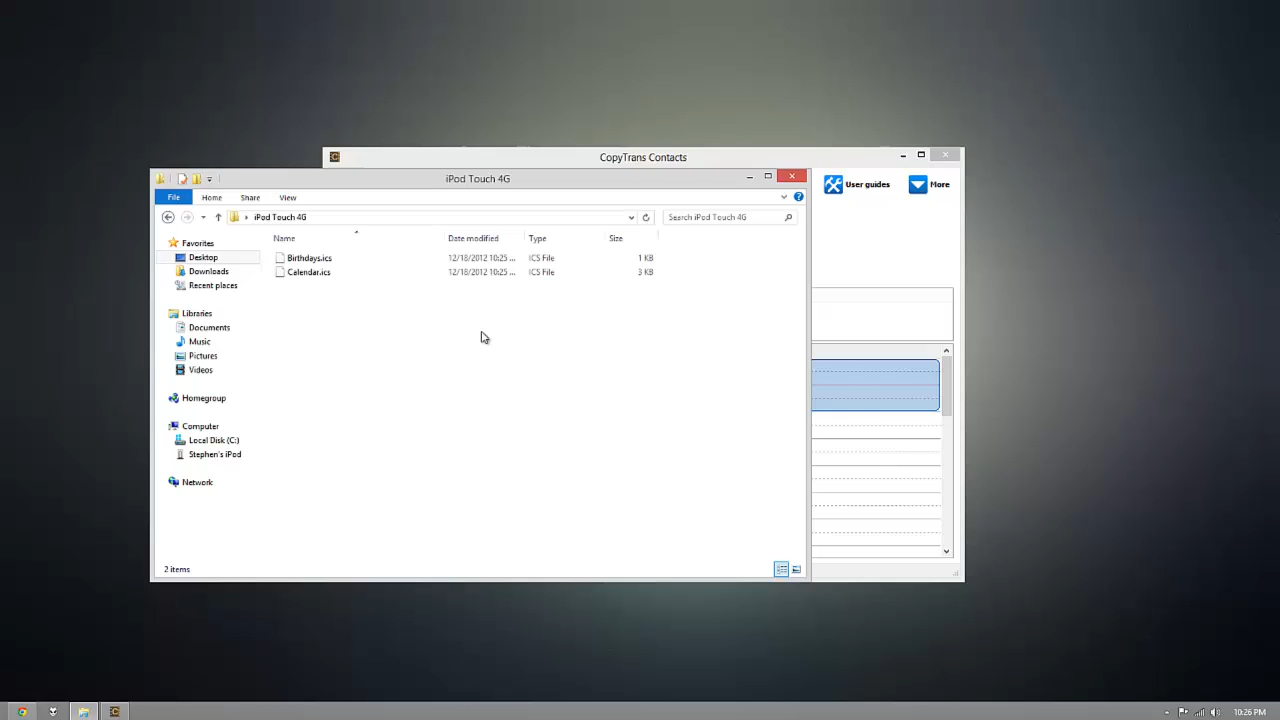 CopyTrans Contacts
iPod Touch 4G
User guides
More
File Home Share View
iPod Touch 4G
Search iPod Touch 4G
Name Date modified Type Size
Favorites
Desktop
Downloads
Recent places
Birthdays.ics 12/18/2012 10:25 ... ICS File 1 KB
Calendar.ics 12/18/2012 10:25 ... ICS File 3 KB
Libraries
Documents
Music
Pictures
Videos
Homegroup
Computer
Local Disk (C:)
Stephen's iPod
Network
2 items
10:26 PM